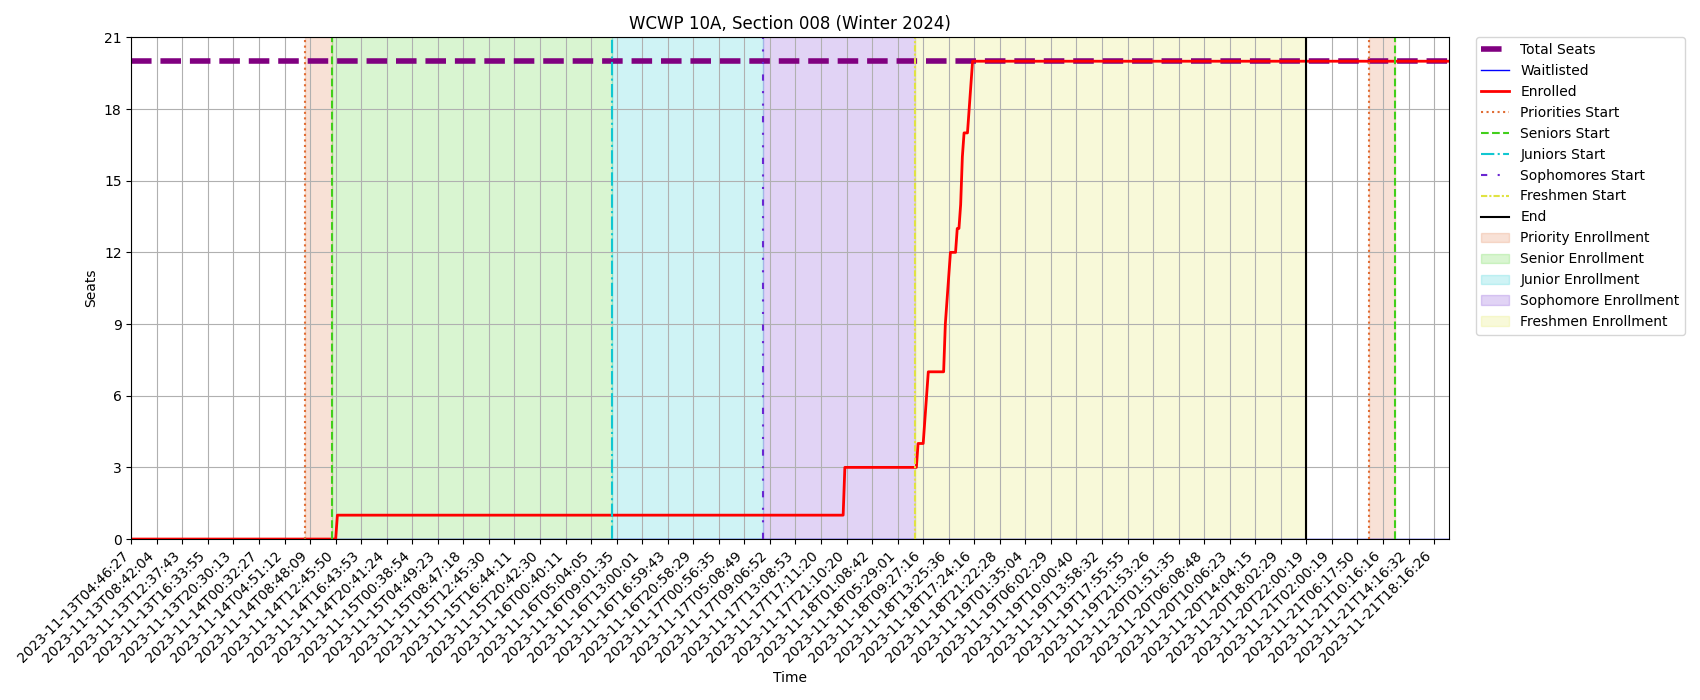 WCWP 10A, Section 008 (Winter 2024)
21
18
15
12
9
6
3
0
Seats
2023-11-13T04:46:27
2023-11-13T08:42:04
2023-11-13T12:37:43
2023-11-13T16:33:55
2023-11-13T20:30:13
2023-11-14T00:32:27
2023-11-14T04:51:12
2023-11-14T08:48:09
2023-11-14T12:45:50
2023-11-14T16:43:53
2023-11-14T20:41:24
2023-11-15T00:38:54
2023-11-15T04:49:23
2023-11-15T08:47:18
2023-11-15T12:45:30
2023-11-15T16:44:11
2023-11-15T20:42:30
2023-11-16T00:40:11
2023-11-16T05:04:05
2023-11-16T09:01:35
2023-11-16T13:00:01
2023-11-16T16:59:43
2023-11-16T20:58:29
2023-11-17T00:56:35
2023-11-17T05:08:49
2023-11-17T09:06:52
2023-11-17T13:08:53
2023-11-17T17:11:20
2023-11-17T21:10:20
2023-11-18T01:08:42
2023-11-18T05:29:01
2023-11-18T09:27:16
2023-11-18T13:25:36
2023-11-18T17:24:16
2023-11-18T21:22:28
2023-11-19T01:35:04
2023-11-19T06:02:29
2023-11-19T10:00:40
2023-11-19T13:58:32
2023-11-19T17:55:55
2023-11-19T21:53:26
2023-11-20T01:51:35
2023-11-20T06:08:48
2023-11-20T10:06:23
2023-11-20T14:04:15
2023-11-20T18:02:29
2023-11-20T22:00:19
2023-11-21T02:00:19
2023-11-21T06:17:50
2023-11-21T10:16:16
2023-11-21T14:16:32
2023-11-21T18:16:26
Time
Total Seats
Waitlisted
Enrolled
Priorities Start
Seniors Start
Juniors Start
Sophomores Start
Freshmen Start
End
Priority Enrollment
Senior Enrollment
Junior Enrollment
Sophomore Enrollment
Freshmen Enrollment